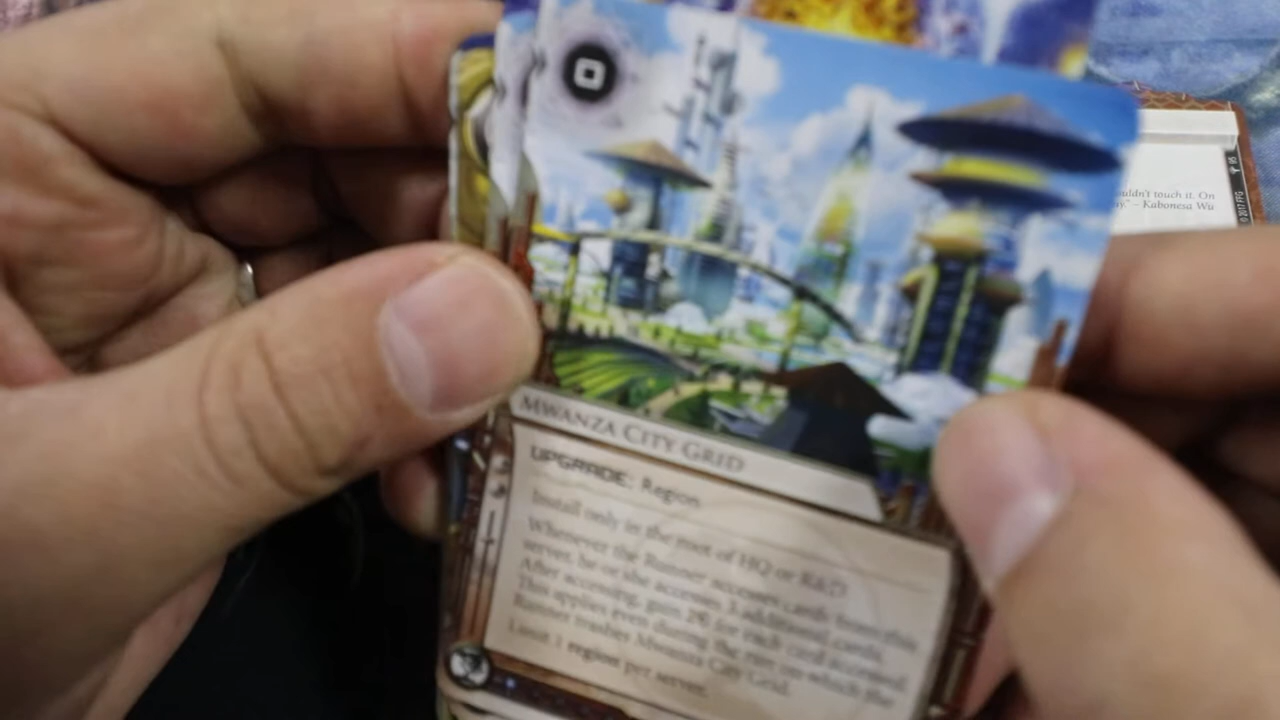 MWANZA CITY GRID
UPGRADE: Region
Install only in the root of HQ or R&D
Whenever the Runner accesses cards from this
server, he or she accesses 3 additional cards.
After accessing, gain 2 for each card accessed.
This applies even during the run on which the
Runner trashes Mwanza City Grid.
Limit 1 region per server.
uldn't touch it. On
y." – Kabonesa Wu
© 2017 FFG